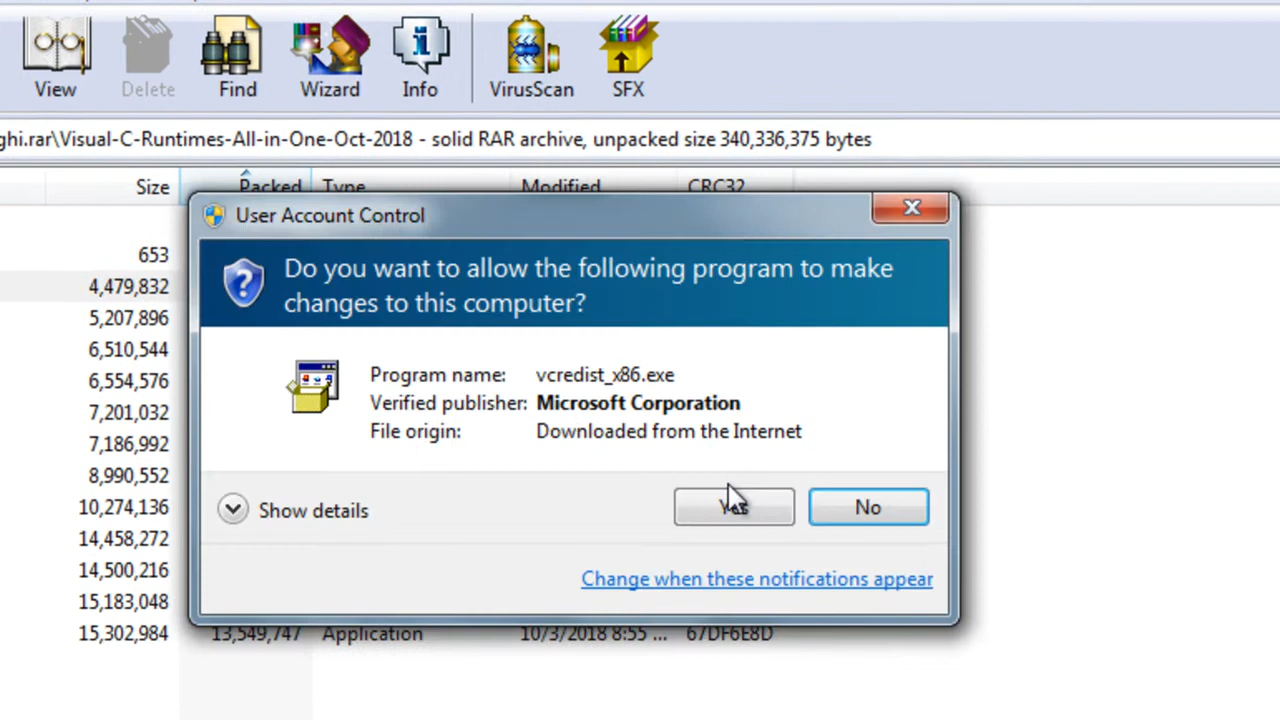 View Delete Find Wizard Info VirusScan SFX
ghi.rar\Visual-C-Runtimes-All-in-One-Oct-2018 - solid RAR archive, unpacked size 340,336,375 bytes
Size Packed Type Modified CRC32
User Account Control
Do you want to allow the following program to make
changes to this computer?
Program name: vcredist_x86.exe
Verified publisher: Microsoft Corporation
File origin: Downloaded from the Internet
Show details
Yes No
Change when these notifications appear
653
4,479,832
5,207,896
6,510,544
6,554,576
7,201,032
7,186,992
8,990,552
10,274,136
14,458,272
14,500,216
15,183,048
15,302,984 13,549,747 Application 10/3/2018 8:55 ... 67DF6E8D